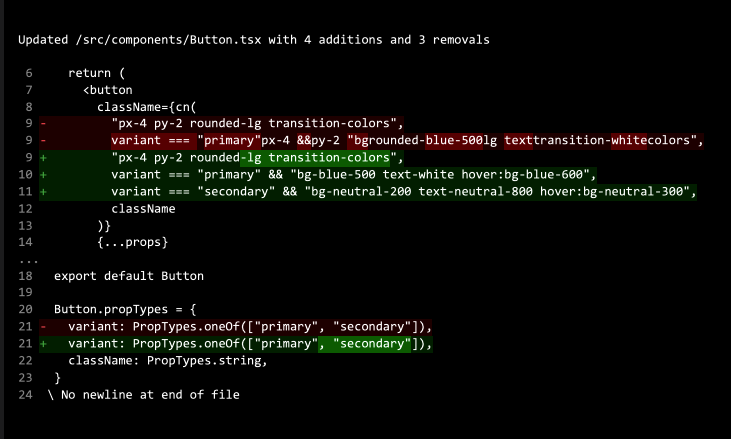 Updated /src/components/Button.tsx with 4 additions and 3 removals
6 return (
7 <button
8 className={cn(
9 - "px-4 py-2 rounded-lg transition-colors",
9 - variant === "primary"px-4 &&py-2 "bgrounded-blue-500lg texttransition-whitecolors",
9 + "px-4 py-2 rounded-lg transition-colors",
10 + variant === "primary" && "bg-blue-500 text-white hover:bg-blue-600",
11 + variant === "secondary" && "bg-neutral-200 text-neutral-800 hover:bg-neutral-300",
12 className
13 )}
14 {...props}
...
18 export default Button
19
20 Button.propTypes = {
21 - variant: PropTypes.oneOf(["primary", "secondary"]),
21 + variant: PropTypes.oneOf(["primary", "secondary"]),
22 className: PropTypes.string,
23 }
24 \ No newline at end of file